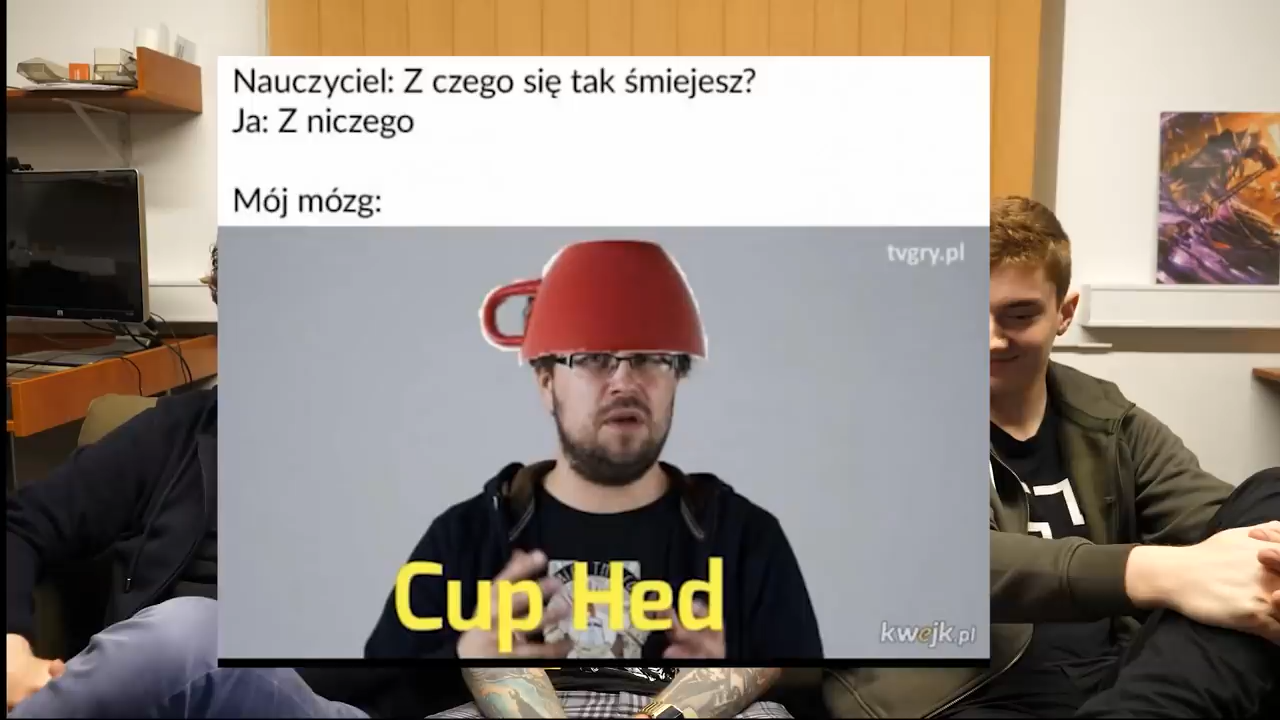 Nauczyciel: Z czego się tak śmiejesz?
Ja: Z niczego
Mój mózg:
tvgry.pl
Cup Hed
kwejk.pl